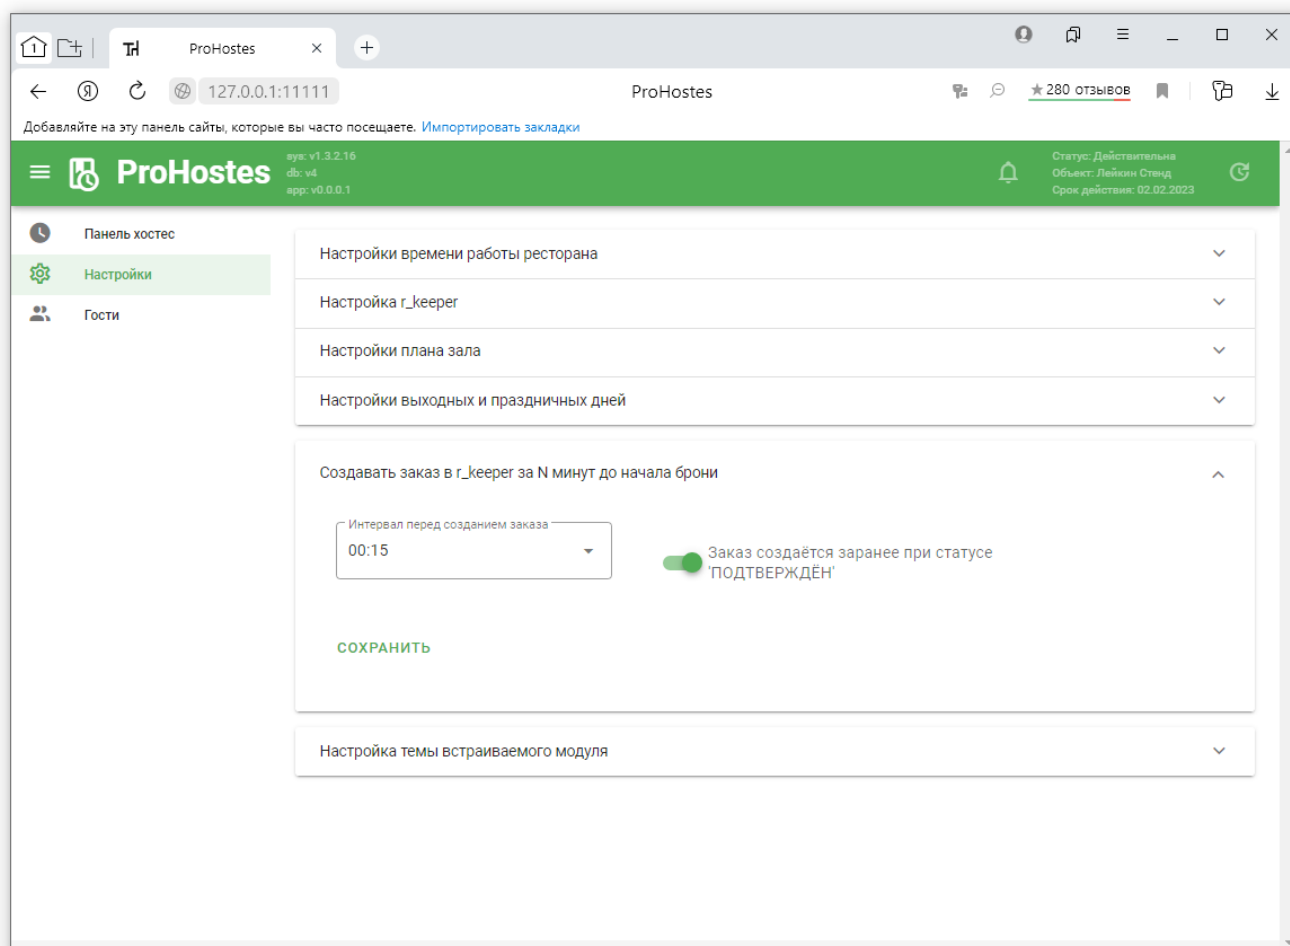 1
ProHostes
Я
127.0.0.1:11111
ProHostes
280 отзывов
Добавляйте на эту панель сайты, которые вы часто посещаете. Импортировать закладки
ProHostes
sys: v1.3.2.16
db: v4
app: v0.0.0.1
Статус: Действительна
Объект: Лейкин Стенд
Срок действия: 02.02.2023
Панель хостес
Настройки
Гости
Настройки времени работы ресторана
Настройка r_keeper
Настройки плана зала
Настройки выходных и праздничных дней
Создавать заказ в r_keeper за N минут до начала брони
Интервал перед созданием заказа
00:15
Заказ создаётся заранее при статусе
'ПОДТВЕРЖДЁН'
СОХРАНИТЬ
Настройка темы встраиваемого модуля